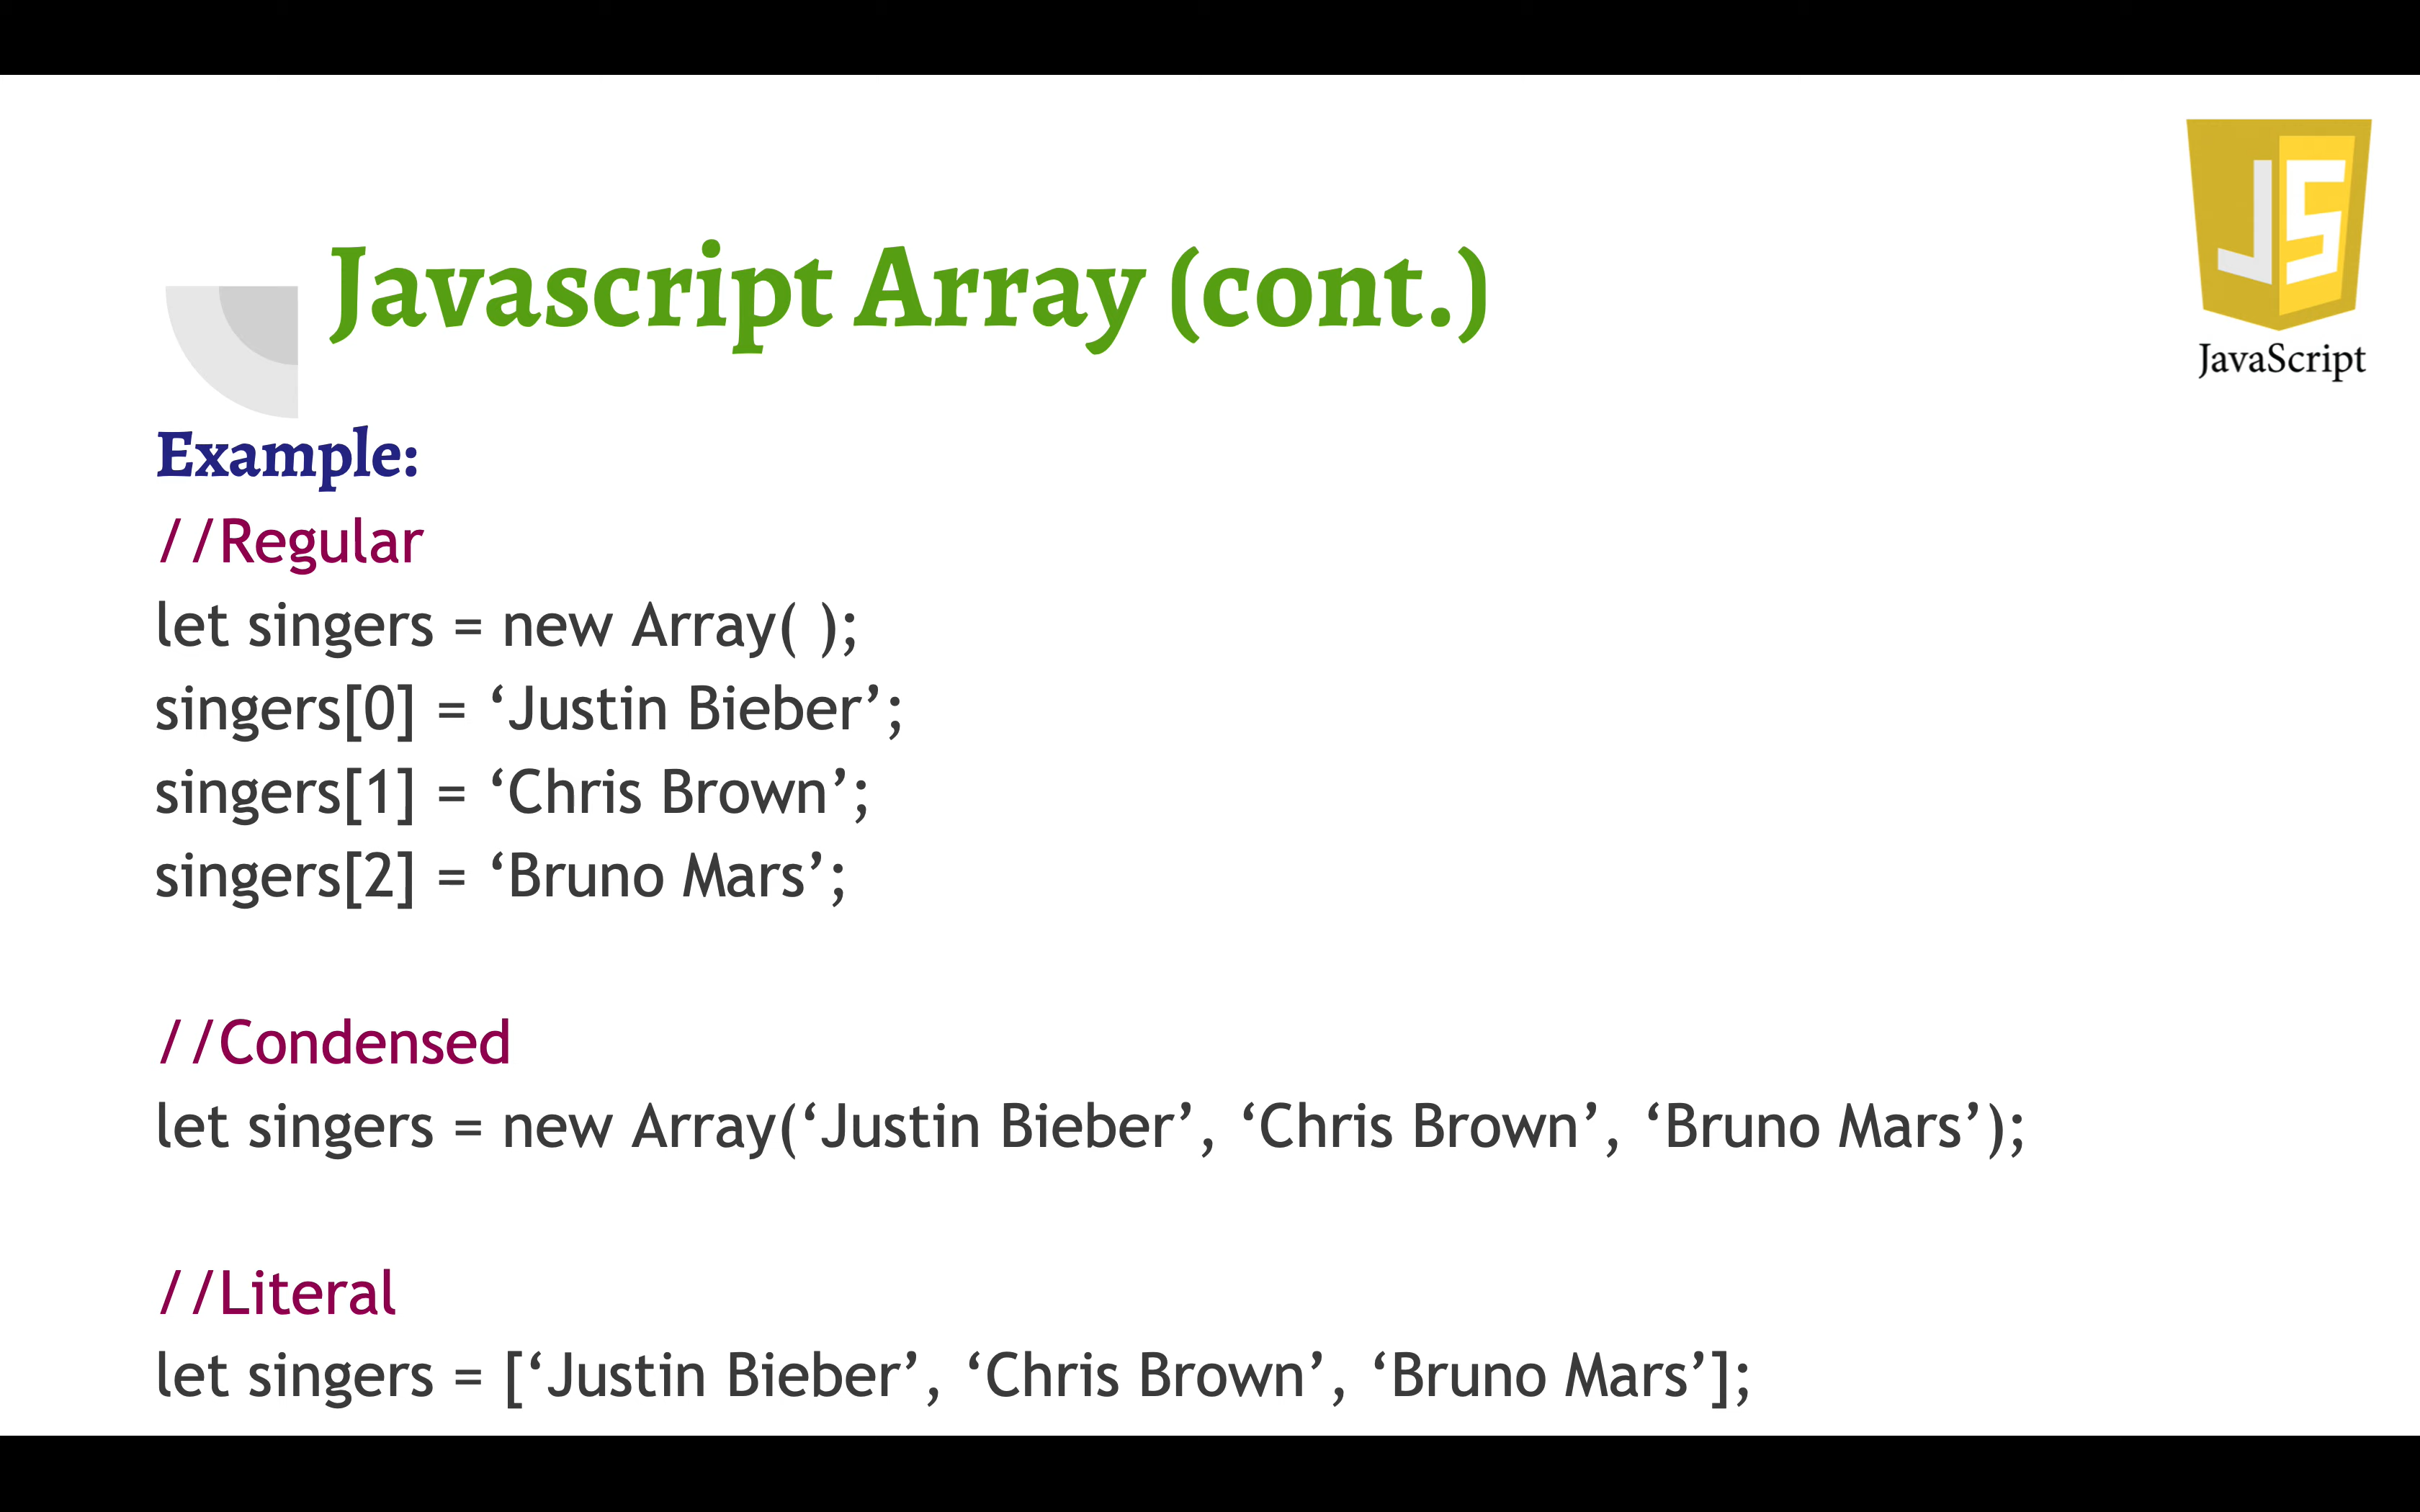 JS
JavaScript
Javascript Array (cont.)
Example:
//Regular
let singers = new Array( );
singers[0] = ‘Justin Bieber’;
singers[1] = ‘Chris Brown’;
singers[2] = ‘Bruno Mars’;
//Condensed
let singers = new Array(‘Justin Bieber’, ‘Chris Brown’, ‘Bruno Mars’);
//Literal
let singers = [‘Justin Bieber’, ‘Chris Brown’, ‘Bruno Mars’];